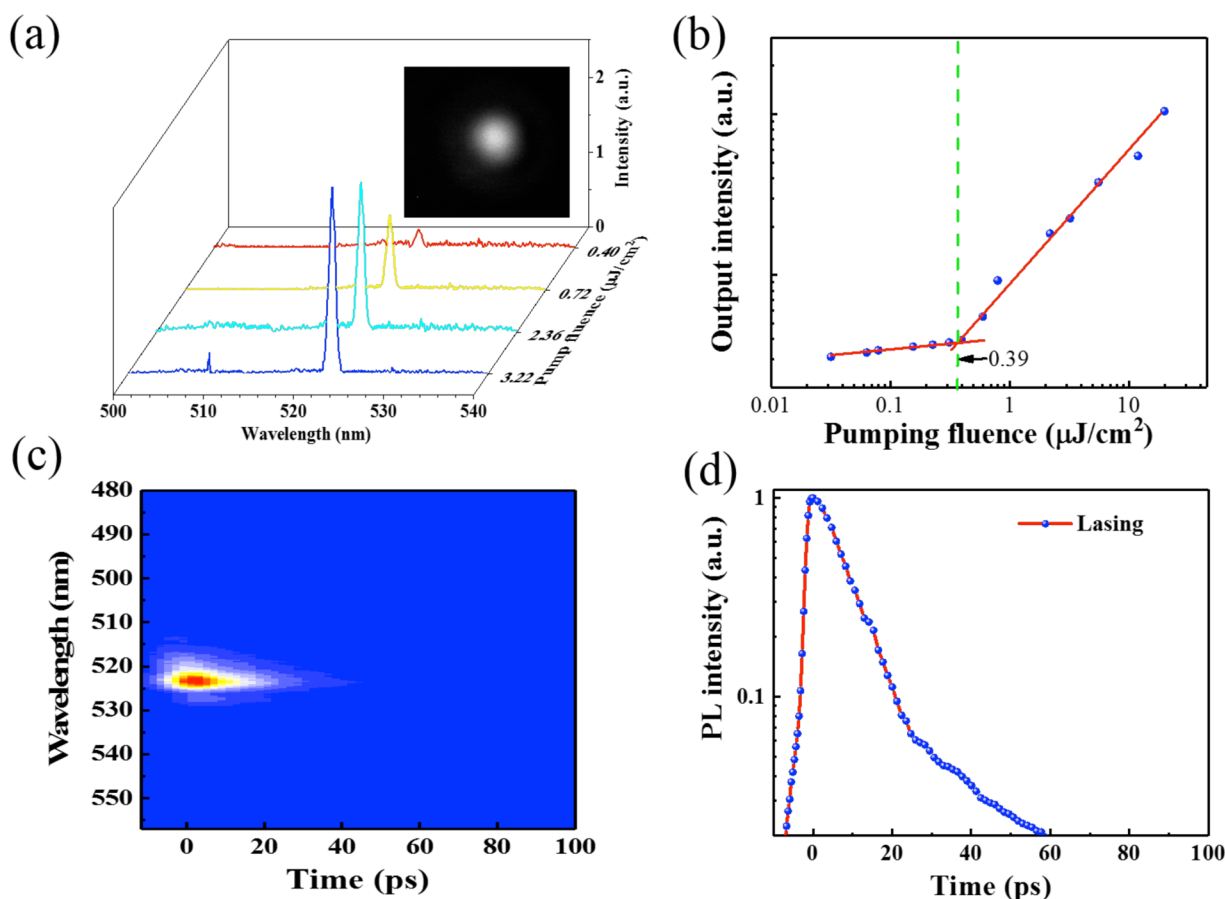 (a)
2
1
0
Intensity (a.u.)
0.40
0.72
2.36
3.22
Pump fluence (μJ/cm²)
500
510
520
530
540
Wavelength (nm)
(b)
Output intensity (a.u.)
0.39
0.01
0.1
1
10
Pumping fluence (μJ/cm²)
(c)
480
490
500
510
520
530
540
550
Wavelength (nm)
0
20
40
60
80
100
Time (ps)
(d)
1
0.1
PL intensity (a.u.)
Lasing
0
20
40
60
80
100
Time (ps)